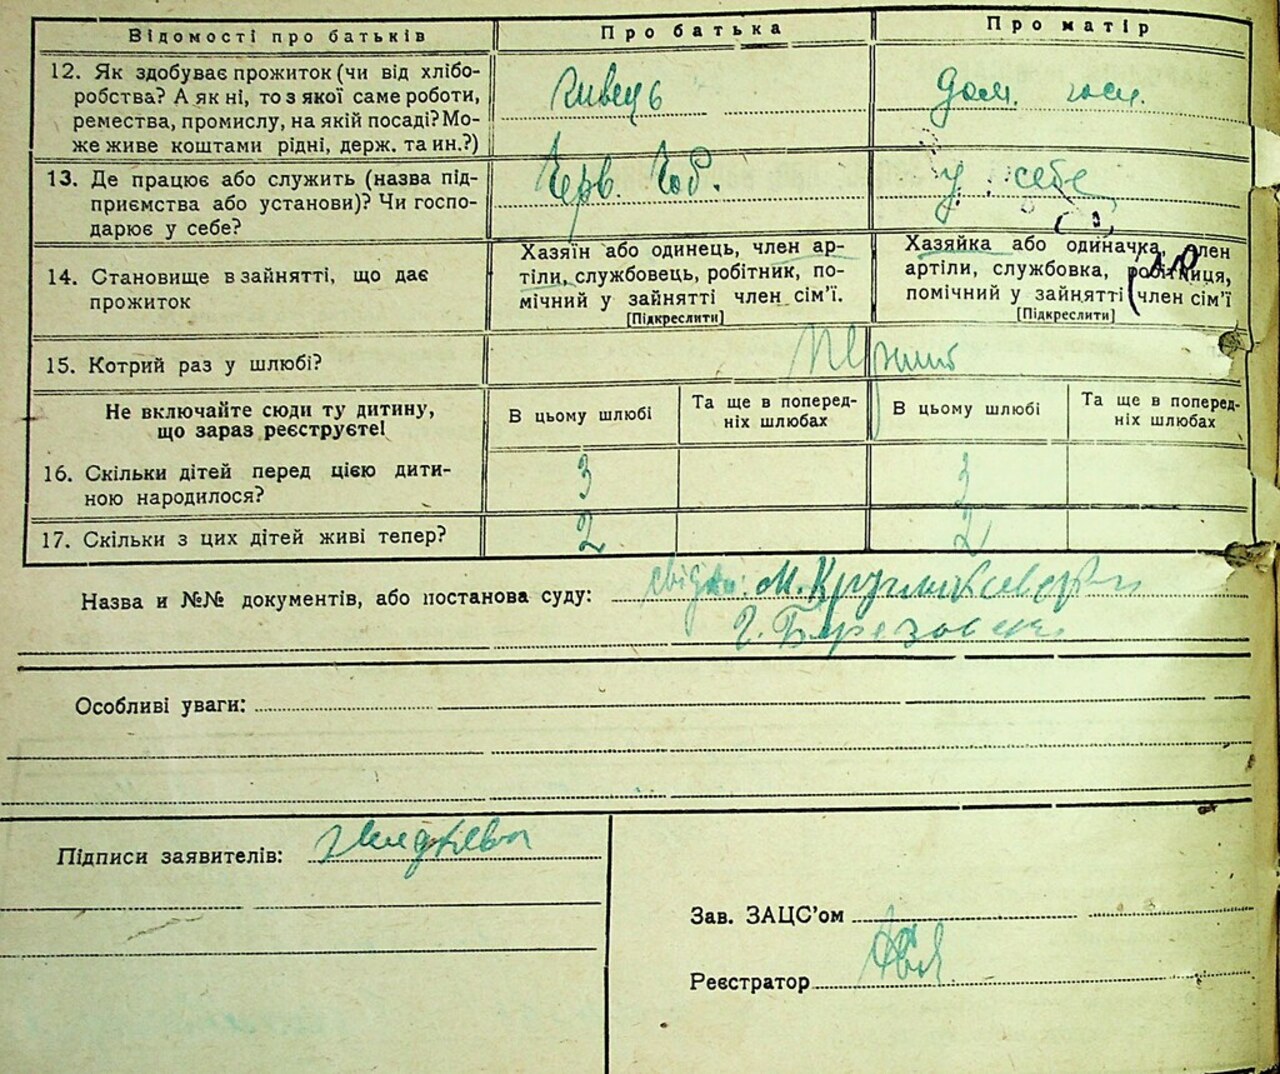 Відомості про батьків
Про батька
Про матір
12. Як здобуває прожиток (чи від хлібо-
робства? А як ні, то з якої саме роботи,
ремества, промислу, на якій посаді? Мо-
же живе коштами рідні, держ. та ин.?)
дом. госп.
13. Де працює або служить (назва під-
приємства або установи)? Чи госпо-
дарює у себе?
Черв.
у себе
14. Становище в зайнятті, що дає
прожиток
Хазяїн або одинець, член ар-
тіли, службовець, робітник, по-
мічний у зайнятті член сім’ї.
[Підкреслити]
Хазяйка або одиначка, член
артіли, службовка, робітниця,
помічний у зайнятті член сім’ї
[Підкреслити]
15. Котрий раз у шлюбі?
Перший
Не включайте сюди ту дитину,
що зараз реєструєте!
В цьому шлюбі
Та ще в поперед-
ніх шлюбах
В цьому шлюбі
Та ще в поперед-
ніх шлюбах
16. Скільки дітей перед цією дити-
ною народилося?
3
3
17. Скільки з цих дітей живі тепер?
2
2
Назва и №№ документів, або постанова суду: свідки: М.
Г. Березовський
Особливі уваги:
Підписи заявителів:
Зав. ЗАЦС’ом
Реєстратор